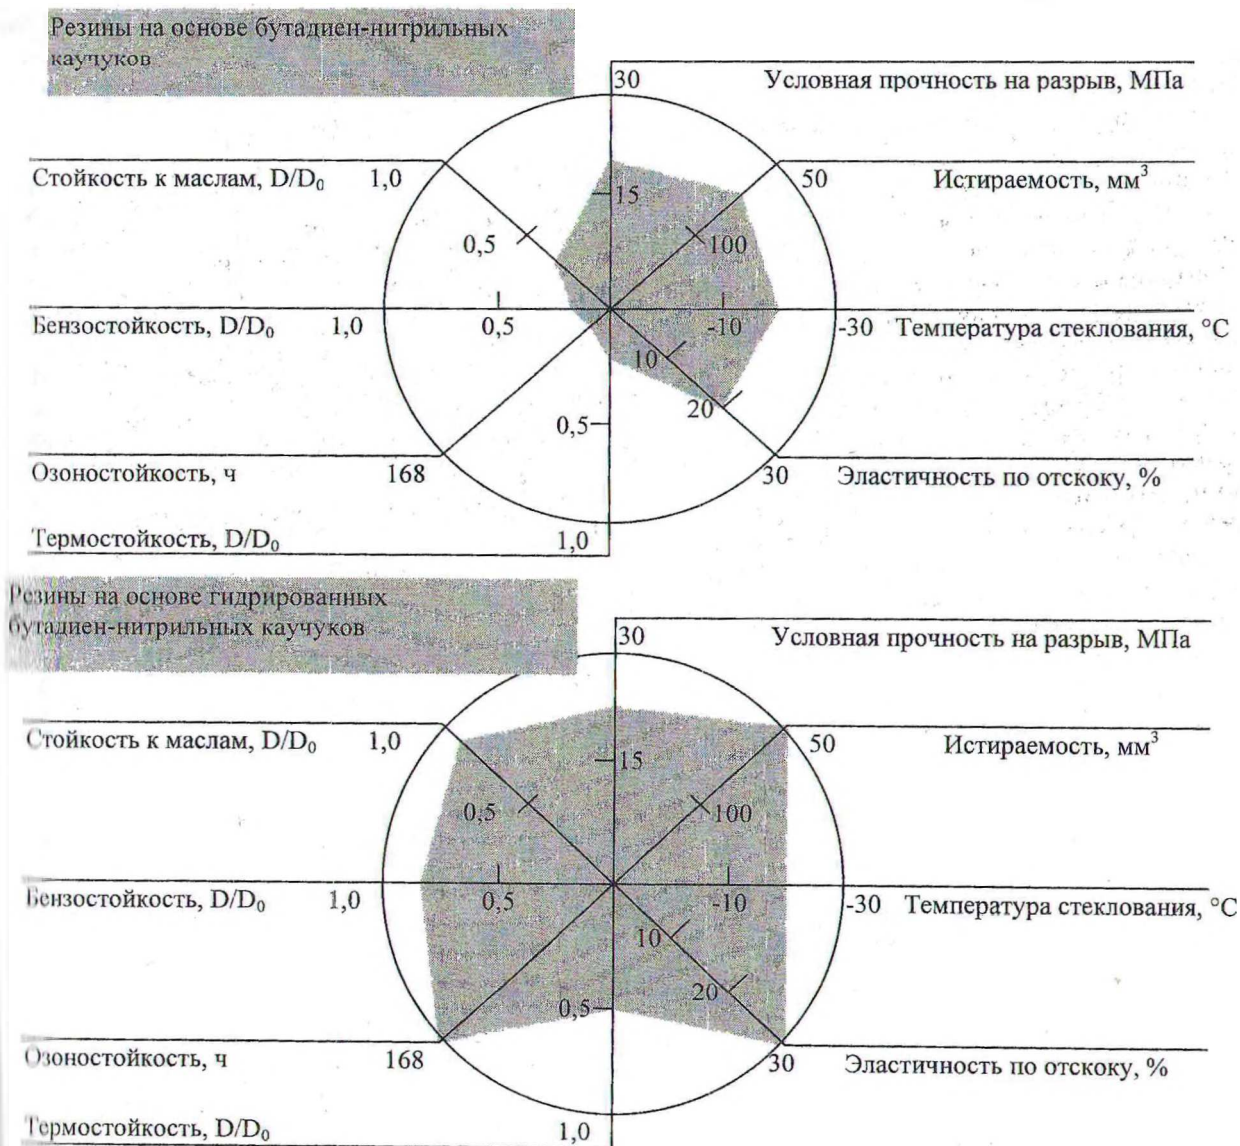 Резины на основе бутадиен-нитрильных
каучуков
30 Условная прочность на разрыв, МПа
Стойкость к маслам, D/D₀ 1,0
50 Истираемость, мм³
15
0,5
100
Бензостойкость, D/D₀ 1,0
0,5
-10
-30 Температура стеклования, °C
10
20
0,5
Озоностойкость, ч 168
30 Эластичность по отскоку, %
Термостойкость, D/D₀ 1,0
Резины на основе гидрированных
бутадиен-нитрильных каучуков
30 Условная прочность на разрыв, МПа
Стойкость к маслам, D/D₀ 1,0
50 Истираемость, мм³
15
0,5
100
Бензостойкость, D/D₀ 1,0
0,5
-10
-30 Температура стеклования, °C
10
20
0,5
Озоностойкость, ч 168
30 Эластичность по отскоку, %
Термостойкость, D/D₀ 1,0